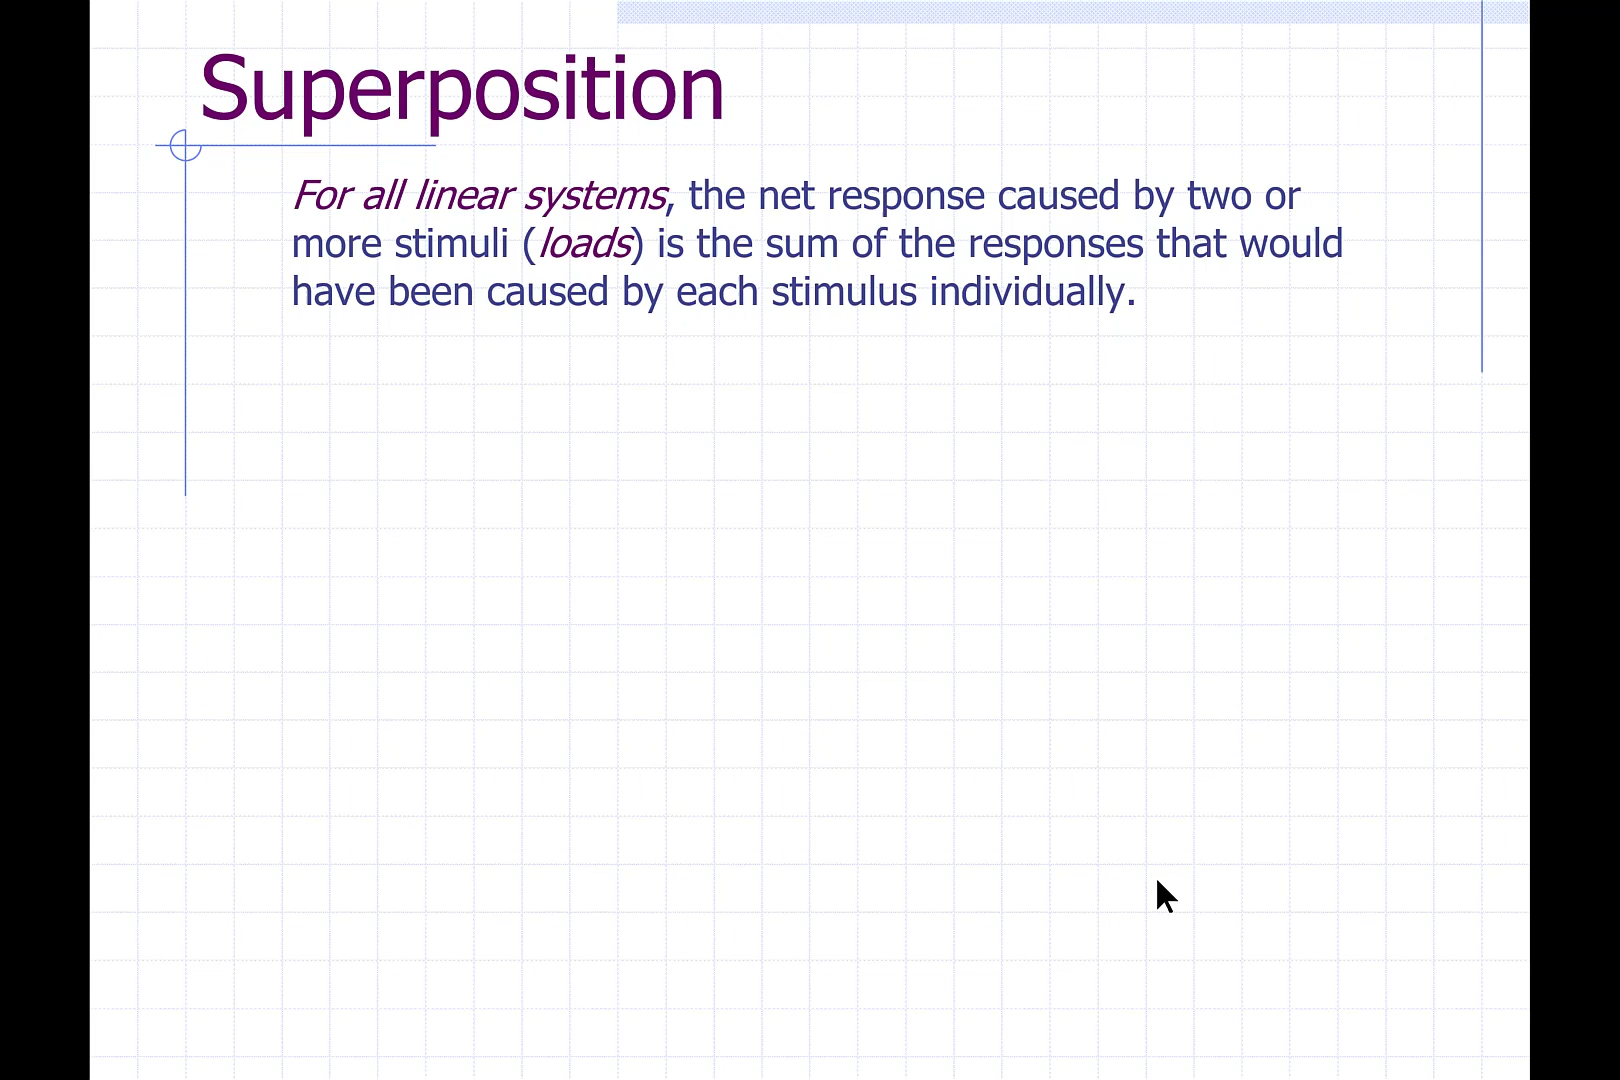 Superposition
For all linear systems, the net response caused by two or
more stimuli (loads) is the sum of the responses that would
have been caused by each stimulus individually.